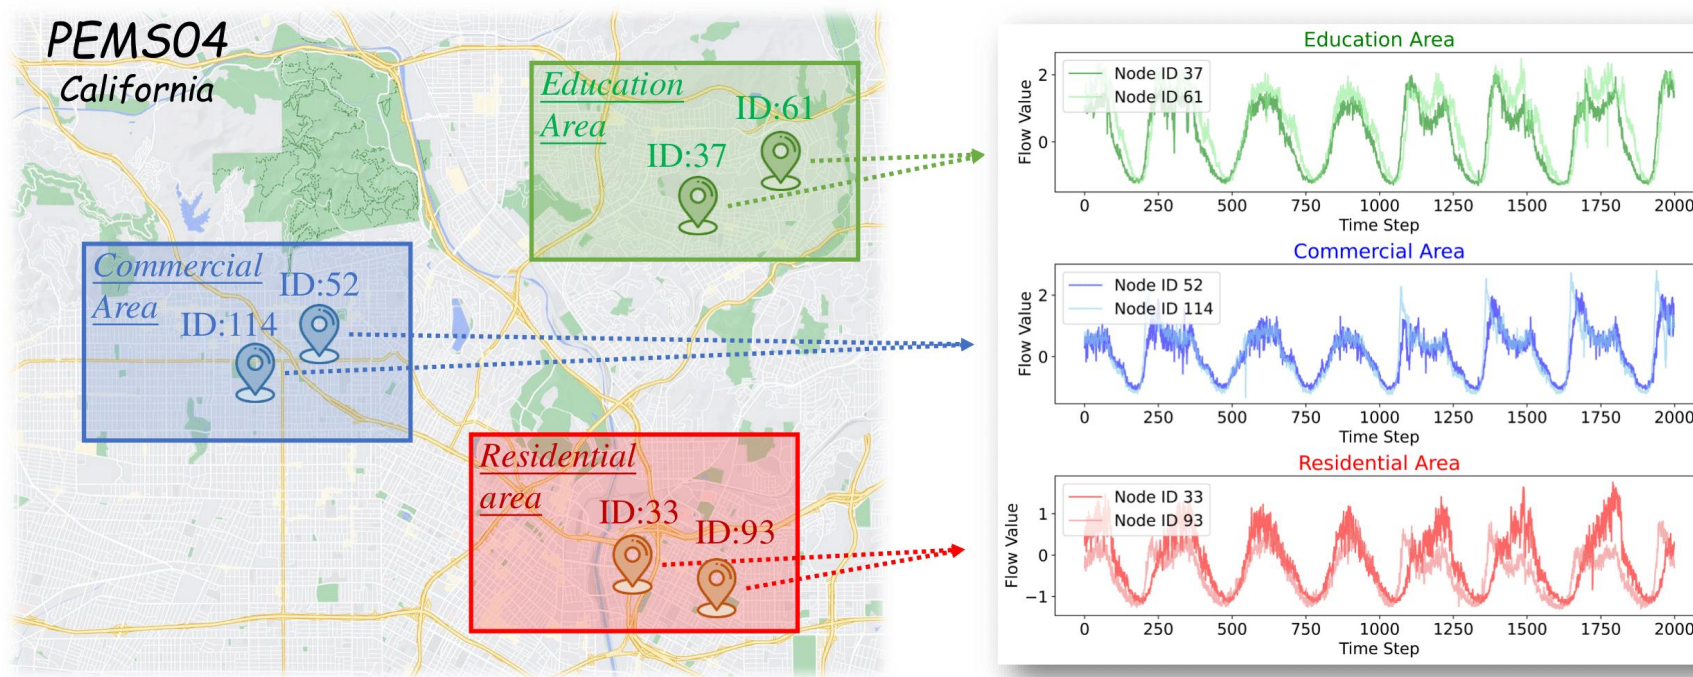 PEMS04
California
Education
Area
ID:61
ID:37
Commercial
Area
ID:52
ID:114
Residential
area
ID:33
ID:93
Education Area
Node ID 37
Node ID 61
Flow Value
2
0
0 250 500 750 1000 1250 1500 1750 2000
Time Step
Commercial Area
Node ID 52
Node ID 114
Flow Value
2
0
0 250 500 750 1000 1250 1500 1750 2000
Time Step
Residential Area
Node ID 33
Node ID 93
Flow Value
1
0
−1
0 250 500 750 1000 1250 1500 1750 2000
Time Step